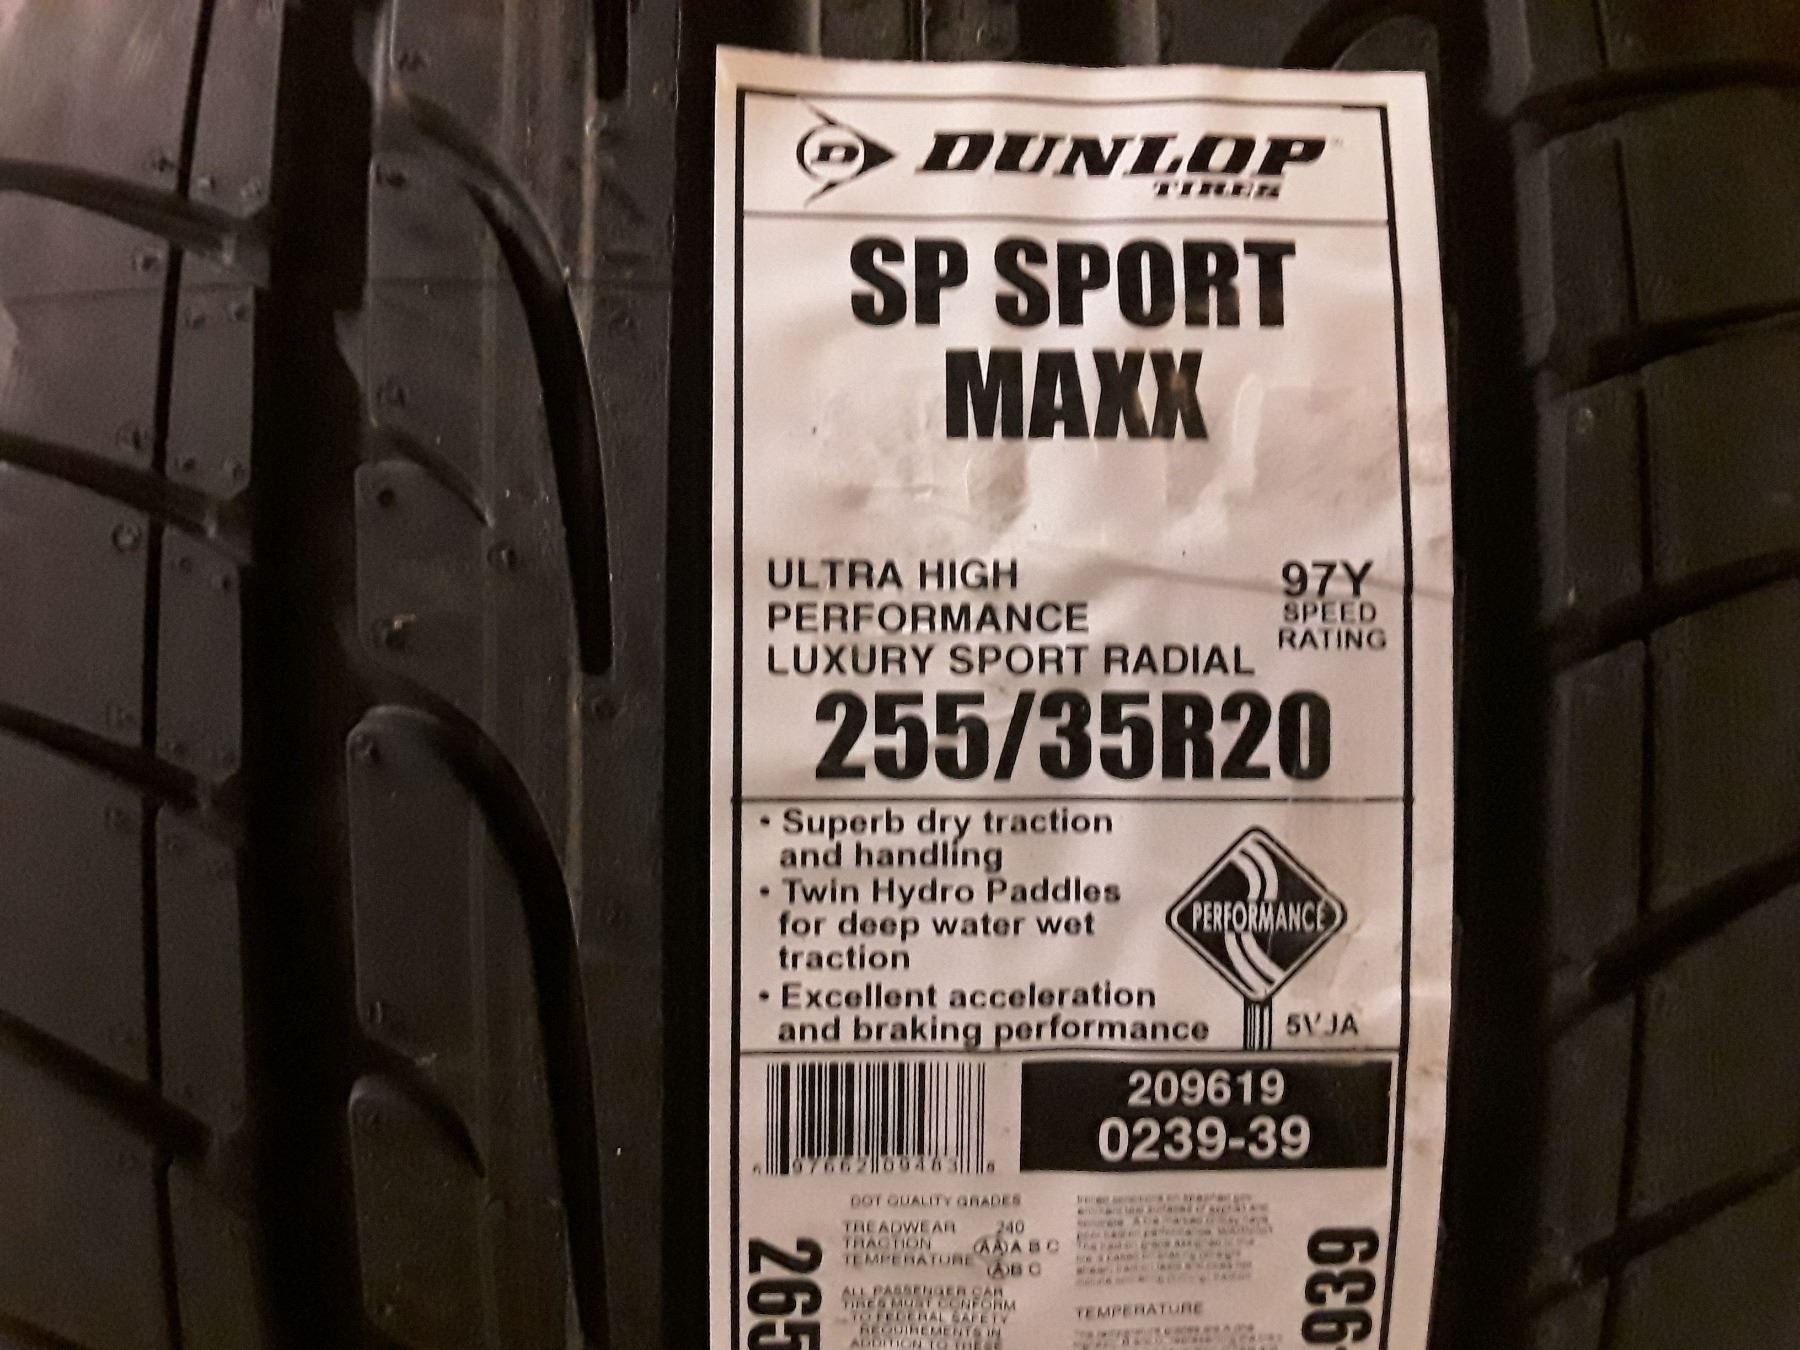 DUNLOP
TIRES
SP SPORT
MAXX
ULTRA HIGH
PERFORMANCE
LUXURY SPORT RADIAL
97Y
SPEED
RATING
255/35R20
• Superb dry traction
and handling
• Twin Hydro Paddles
for deep water wet
traction
• Excellent acceleration
and braking performance
PERFORMANCE
209619
0239-39
DOT QUALITY GRADES
TREADWEAR 240
TRACTION AA A B C
TEMPERATURE A B C
ALL PASSENGER CAR
TIRES MUST CONFORM
TO FEDERAL SAFETY
REQUIREMENTS IN
ADDITION TO THESE
TEMPERATURE
265
939